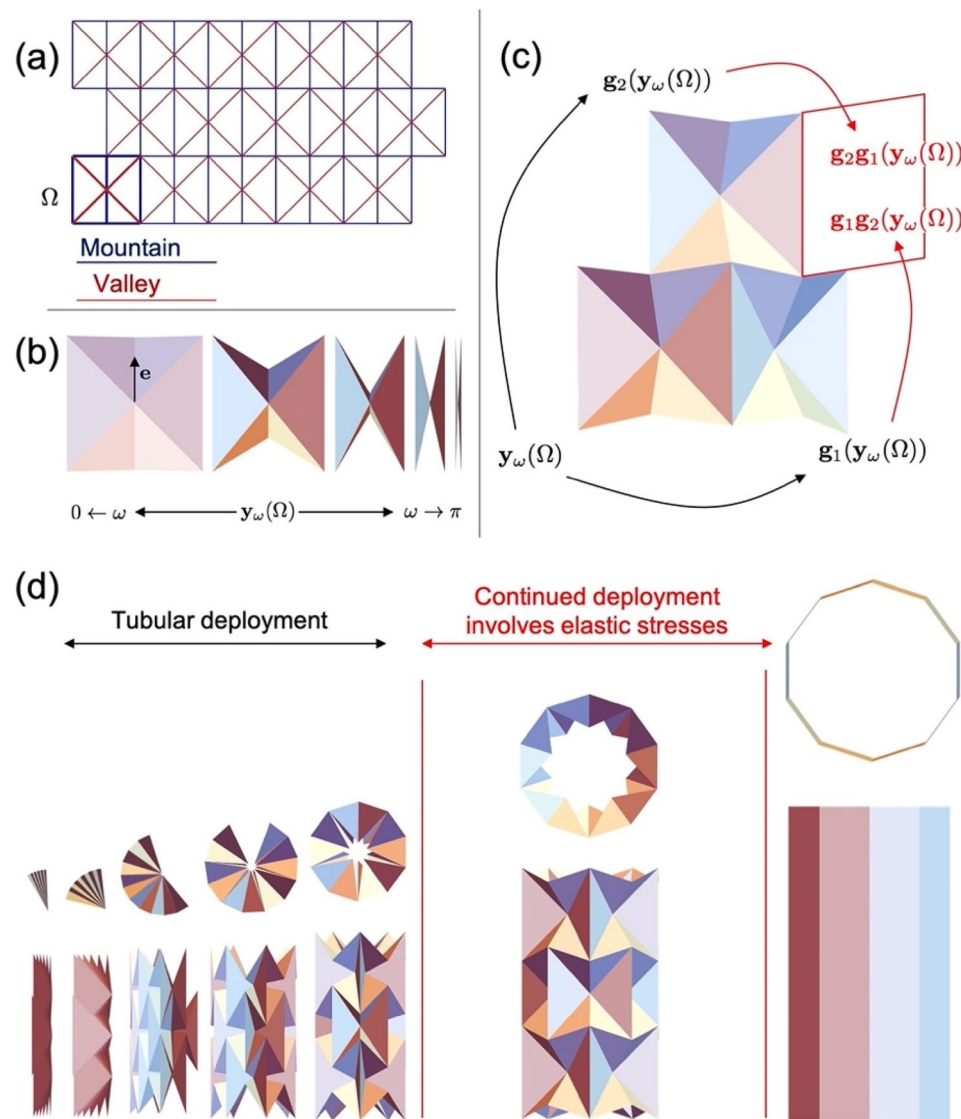 (a)
Ω
Mountain
Valley
(b)
e
0 ← ω
y_ω(Ω)
ω → π
(c)
g₂(y_ω(Ω))
g₂g₁(y_ω(Ω))
g₁g₂(y_ω(Ω))
y_ω(Ω)
g₁(y_ω(Ω))
(d)
Tubular deployment
Continued deployment
involves elastic stresses